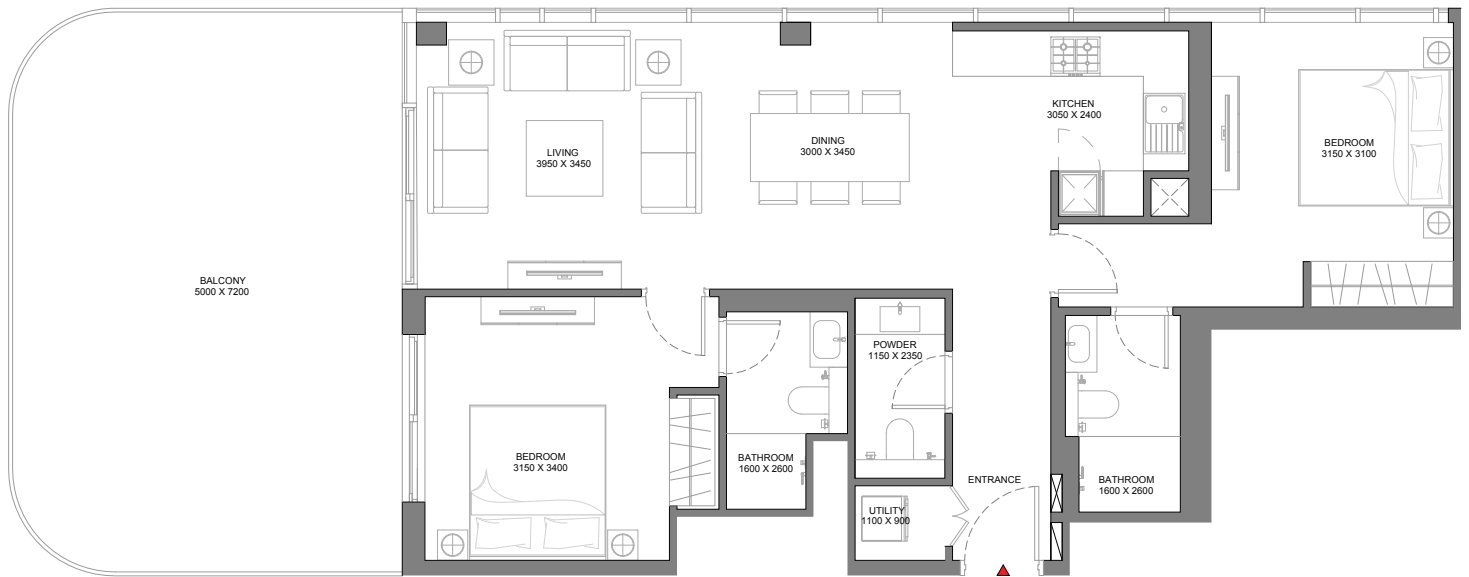 KITCHEN
3050 X 2400
LIVING
3950 X 3450
DINING
3000 X 3450
BEDROOM
3150 X 3100
BALCONY
5000 X 7200
POWDER
1150 X 2350
BEDROOM
3150 X 3400
BATHROOM
1600 X 2600
ENTRANCE
BATHROOM
1600 X 2600
UTILITY
1100 X 900